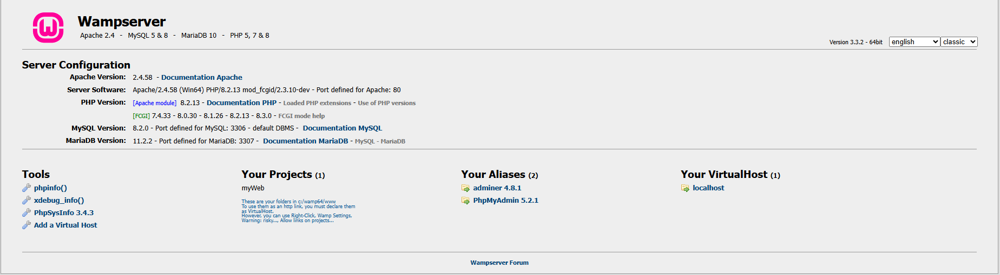 Wampserver
Apache 2.4 - MySQL 5 & 8 - MariaDB 10 - PHP 5, 7 & 8
Version 3.3.2 - 64bit english classic
Server Configuration
Apache Version: 2.4.58 - Documentation Apache
Server Software: Apache/2.4.58 (Win64) PHP/8.2.13 mod_fcgid/2.3.10-dev - Port defined for Apache: 80
PHP Version: [Apache module] 8.2.13 - Documentation PHP - Loaded PHP extensions - Use of PHP versions
[FCGI] 7.4.33 - 8.0.30 - 8.1.26 - 8.2.13 - 8.3.0 - FCGI mode help
MySQL Version: 8.2.0 - Port defined for MySQL: 3306 - default DBMS - Documentation MySQL
MariaDB Version: 11.2.2 - Port defined for MariaDB: 3307 - Documentation MariaDB - MySQL - MariaDB
Tools
phpinfo()
xdebug_info()
PhpSysInfo 3.4.3
Add a Virtual Host
Your Projects (1)
myWeb
These are your folders in c:/wamp64/www
To use them as an http link, you must declare them
as VirtualHost.
However, you can use Right-Click, Wamp Settings,
Warning: risky..., Allow links on projects...
Your Aliases (2)
adminer 4.8.1
PhpMyAdmin 5.2.1
Your VirtualHost (1)
localhost
Wampserver Forum